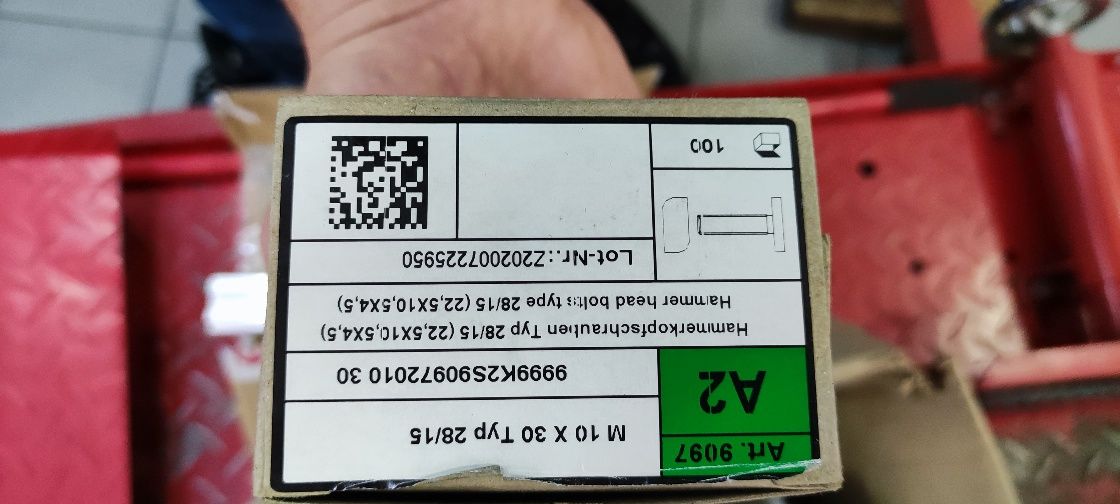 Art. 9097
M 10 X 30 Typ 28/15
A2
9999K2S90972010 30
Hammerkopfschrauben Typ 28/15 (22,5X10,5X4,5)
Hammer head bolts type 28/15 (22,5X10,5X4,5)
Lot-Nr.:Z202007225950
100